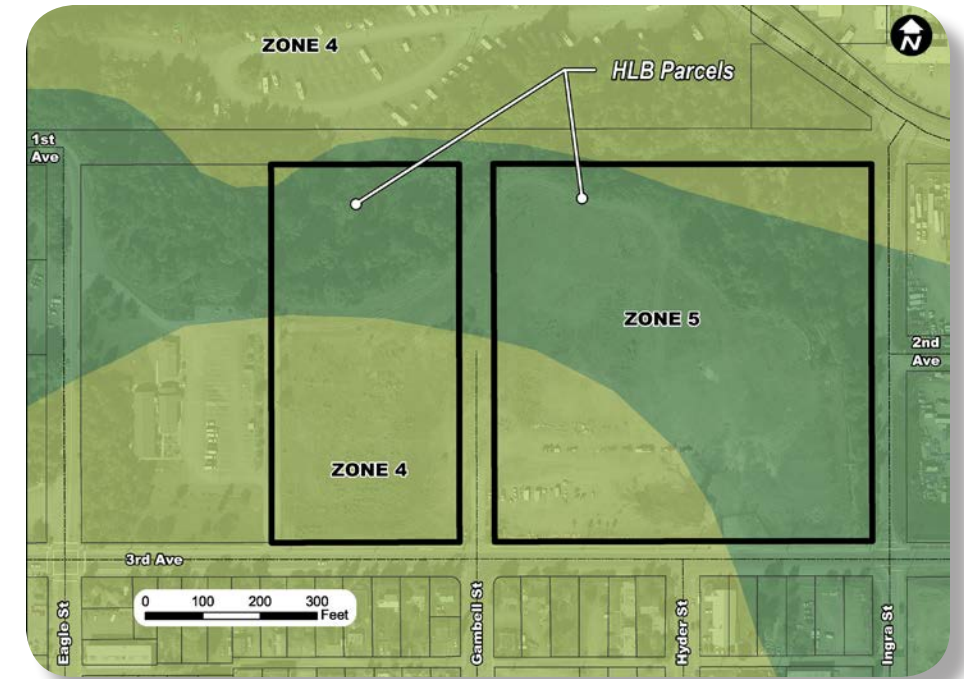 ZONE 4
N
HLB Parcels
1st
Ave
ZONE 5
2nd
Ave
ZONE 4
3rd Ave
0 100 200 300
Feet
Eagle St
Gambell St
Hyder St
Ingra St